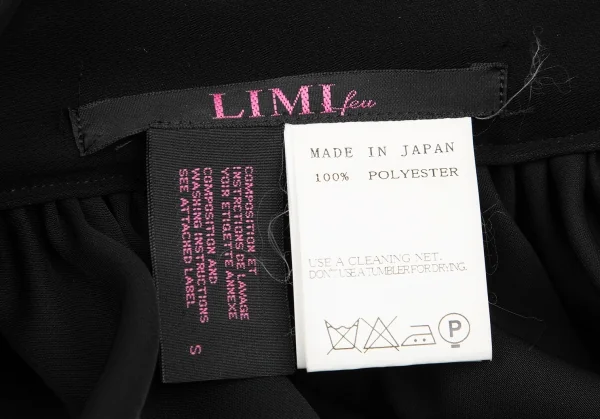 LIMI feu
COMPOSITION ET
INSTRUCTIONS DE LAVAGE
VOIR ETIQUETTE ANNEXE
COMPOSITION AND
WASHING INSTRUCTIONS
SEE ATTACHED LABEL
S
MADE IN JAPAN
100% POLYESTER
USE A CLEANING NET.
DON'T USE A TUMBLER FOR DRYING.
P